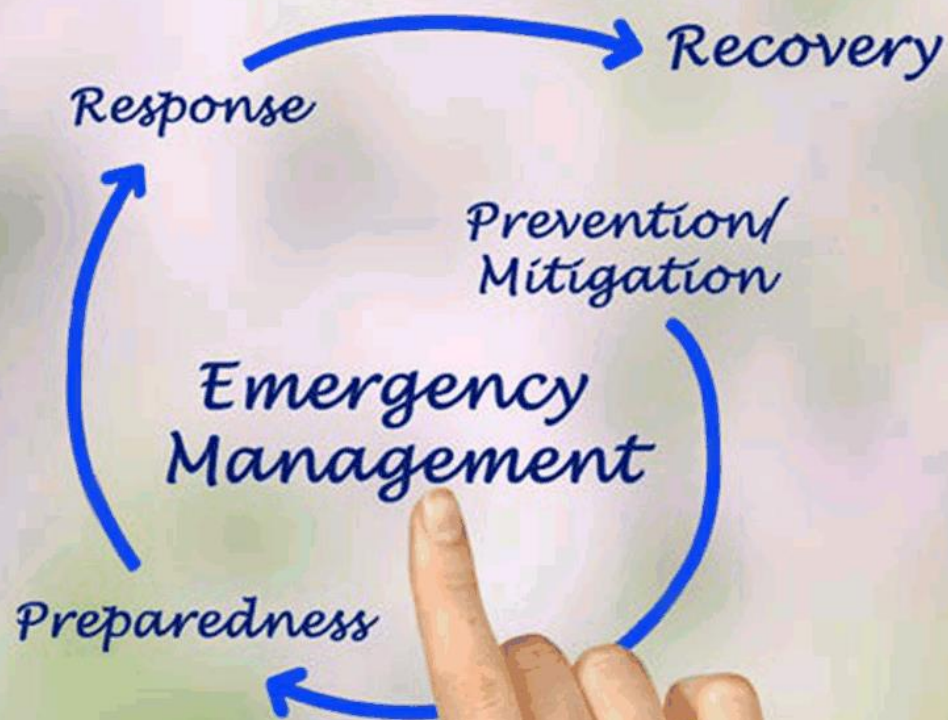 Recovery
Response
Prevention/
Mitigation
Emergency
Management
Preparedness